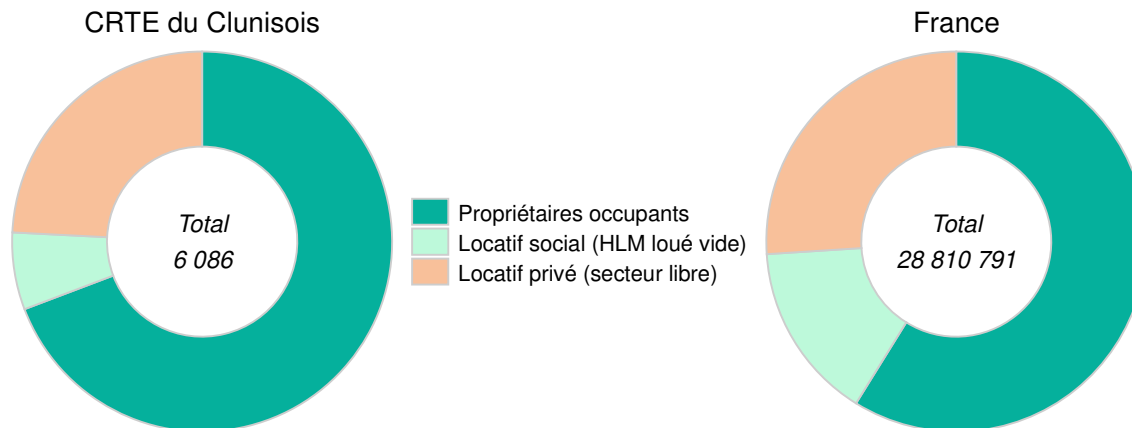 CRTE du Clunisois
France
Total
6 086
Propriétaires occupants
Locatif social (HLM loué vide)
Locatif privé (secteur libre)
Total
28 810 791